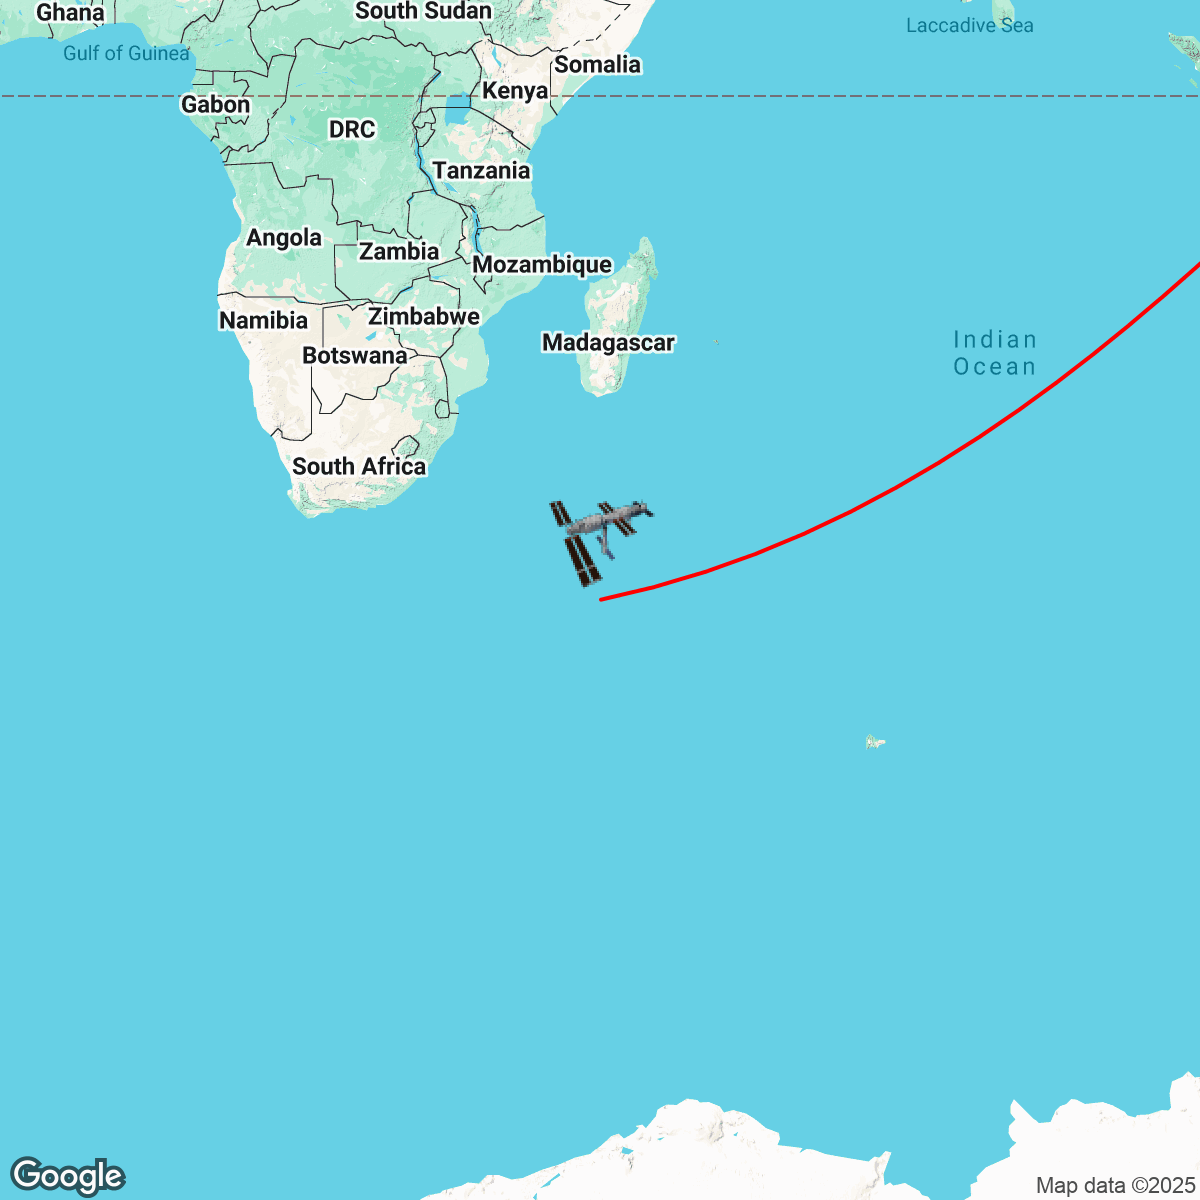 Ghana
South Sudan
Laccadive Sea
Gulf of Guinea
Somalia
Kenya
Gabon
DRC
Tanzania
Angola
Zambia
Mozambique
Namibia
Zimbabwe
Botswana
Madagascar
Indian
Ocean
South Africa
Google
Map data ©2025